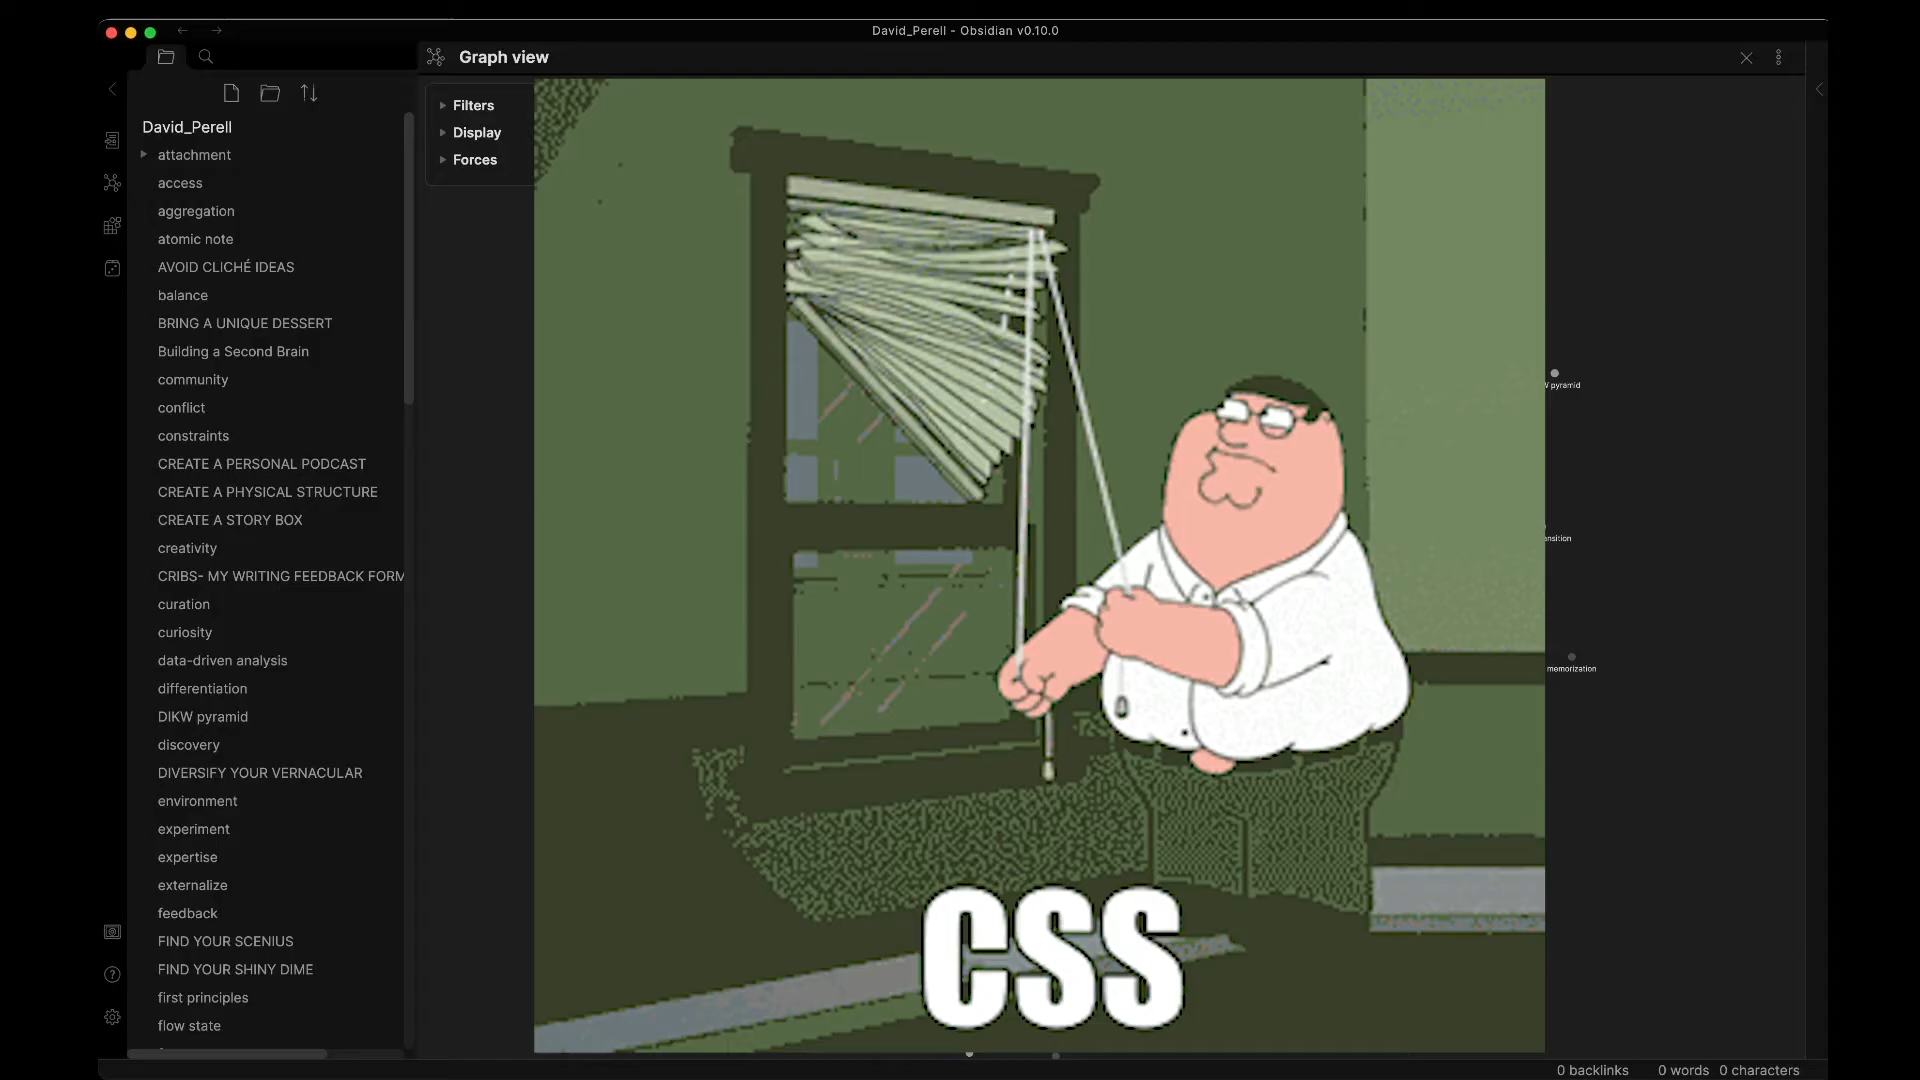 David_Perell - Obsidian v0.10.0
Graph view
Filters
Display
Forces
David_Perell
attachment
access
aggregation
atomic note
AVOID CLICHÉ IDEAS
balance
BRING A UNIQUE DESSERT
Building a Second Brain
community
conflict
constraints
CREATE A PERSONAL PODCAST
CREATE A PHYSICAL STRUCTURE
CREATE A STORY BOX
creativity
CRIBS- MY WRITING FEEDBACK FORM
curation
curiosity
data-driven analysis
differentiation
DIKW pyramid
discovery
DIVERSIFY YOUR VERNACULAR
environment
experiment
expertise
externalize
feedback
FIND YOUR SCENIUS
FIND YOUR SHINY DIME
first principles
flow state
pyramid
memorization
CSS
0 backlinks 0 words 0 characters